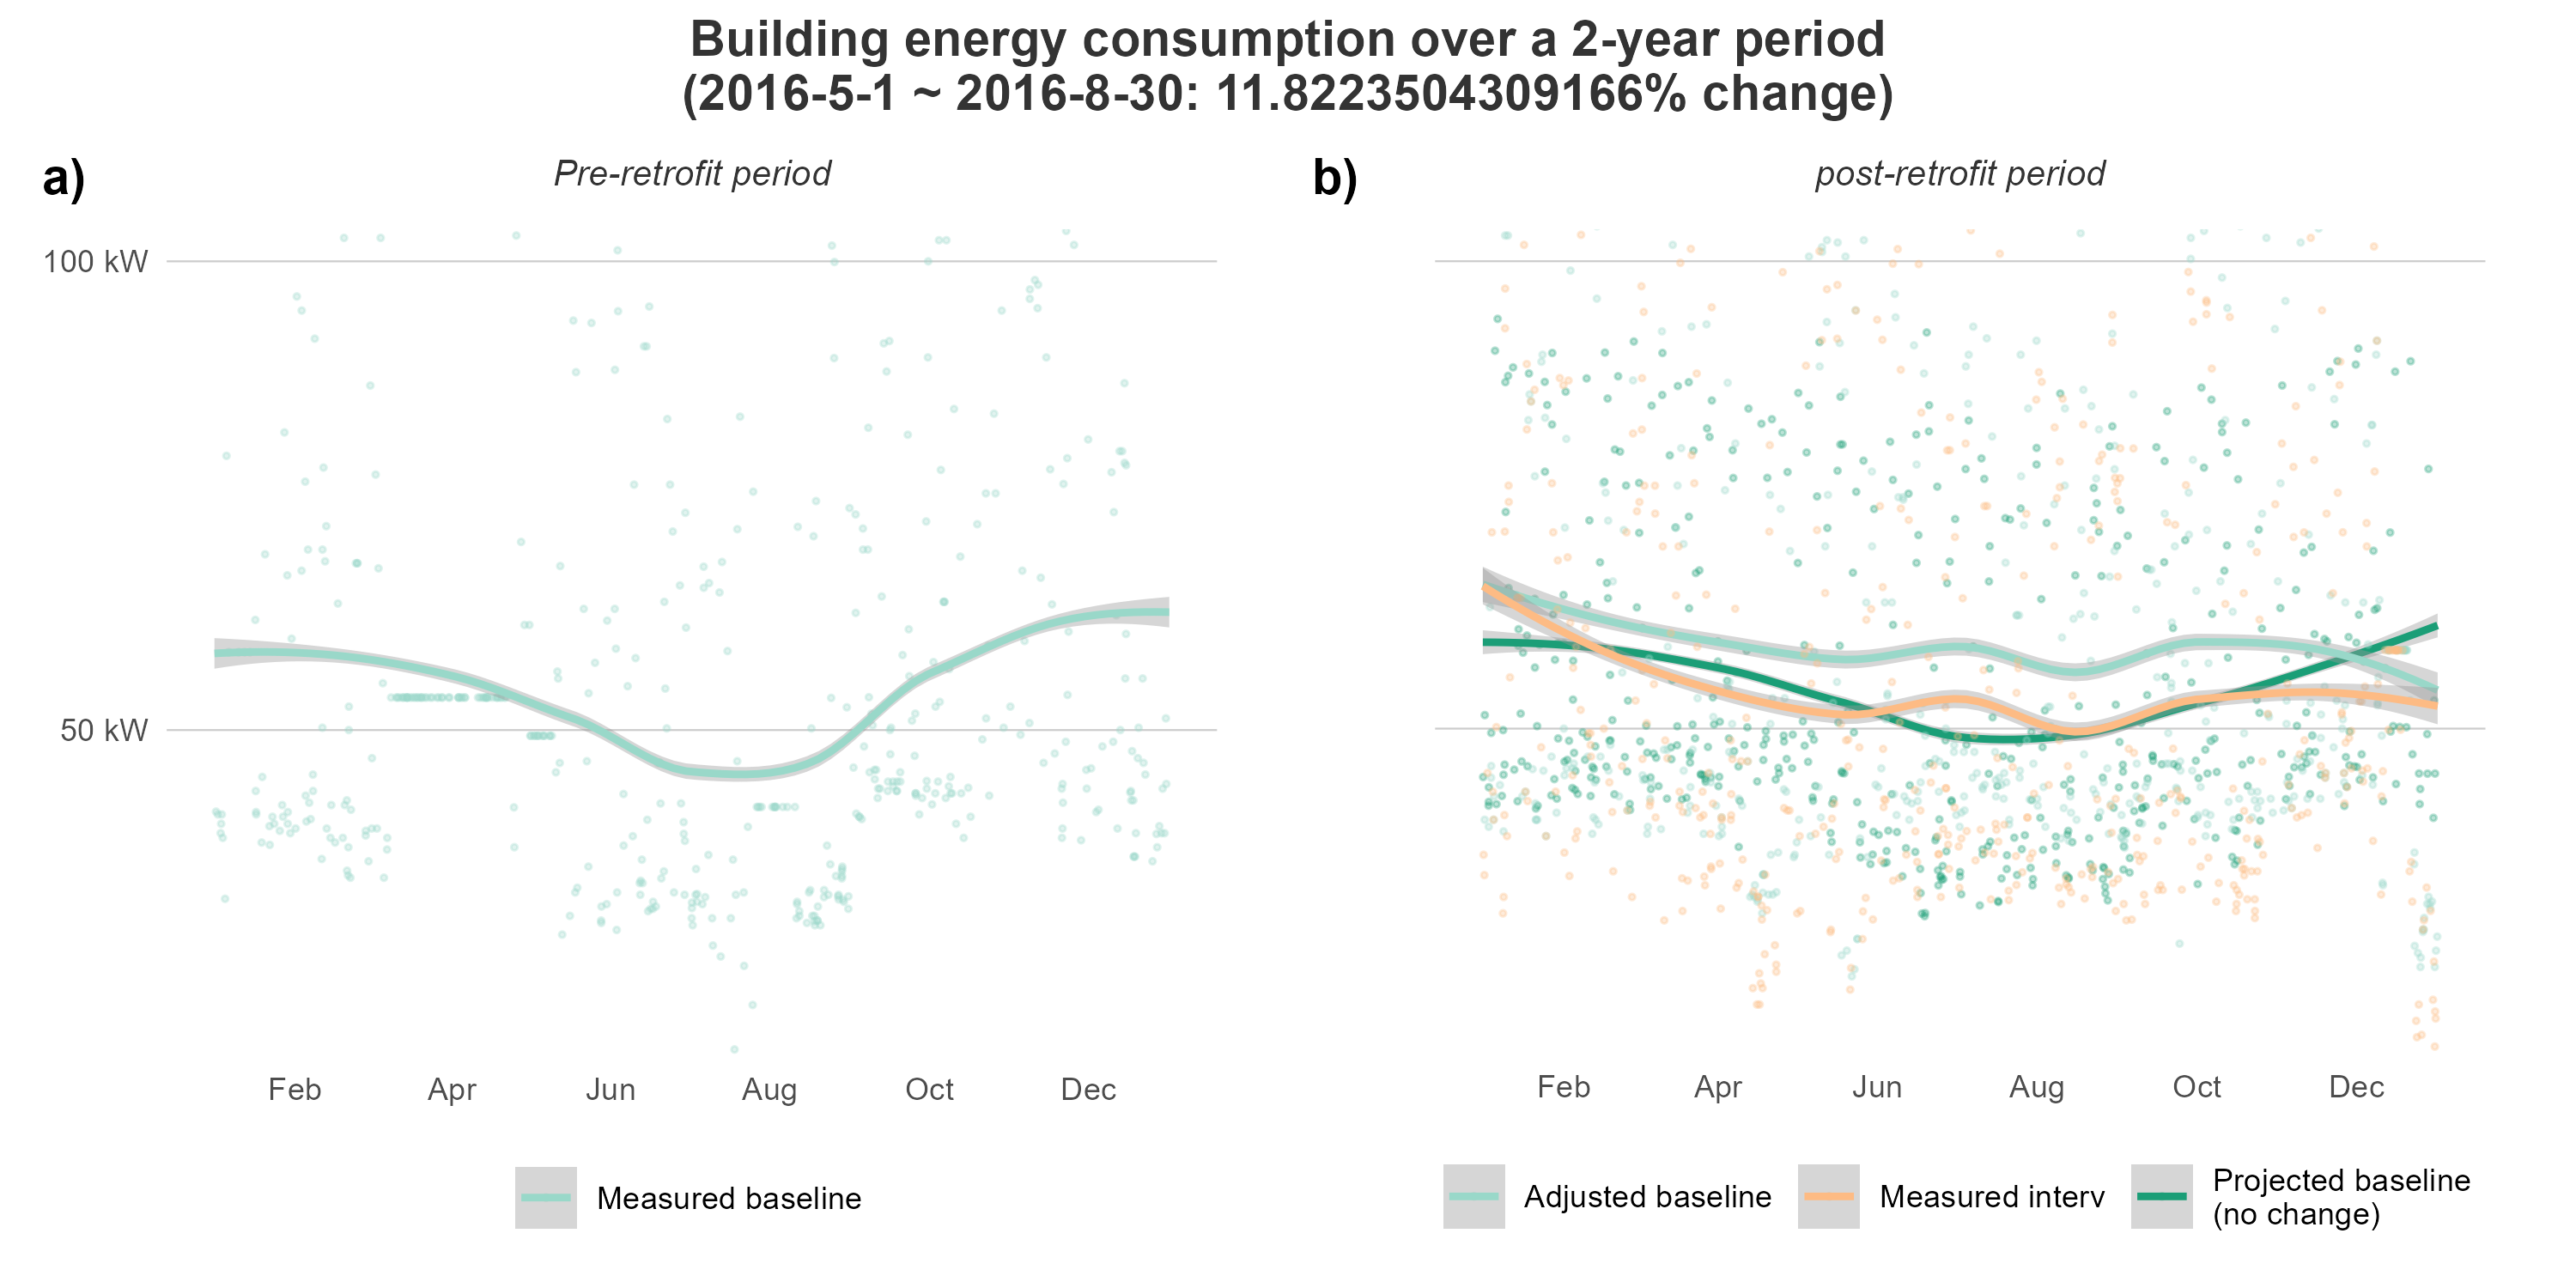 Building energy consumption over a 2-year period
(2016-5-1 ~ 2016-8-30: 11.8223504309166% change)
a)
Pre-retrofit period
100 kW
50 kW
Feb Apr Jun Aug Oct Dec
Measured baseline
b)
post-retrofit period
Feb Apr Jun Aug Oct Dec
Adjusted baseline
Measured interv
Projected baseline
(no change)